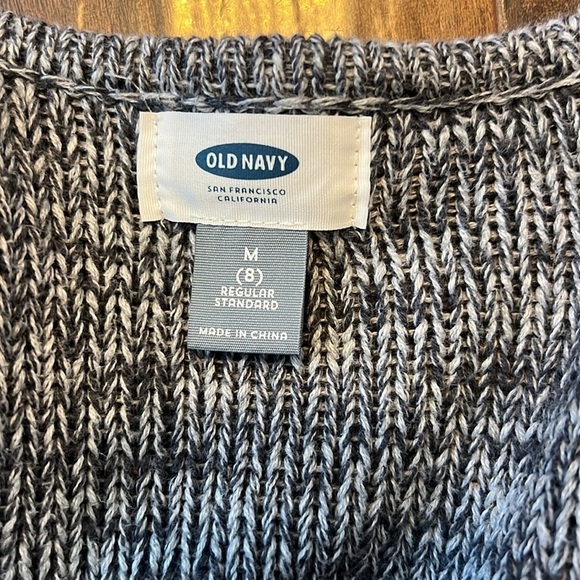 OLD NAVY
SAN FRANCISCO
CALIFORNIA
M
(8)
REGULAR
STANDARD
MADE IN CHINA